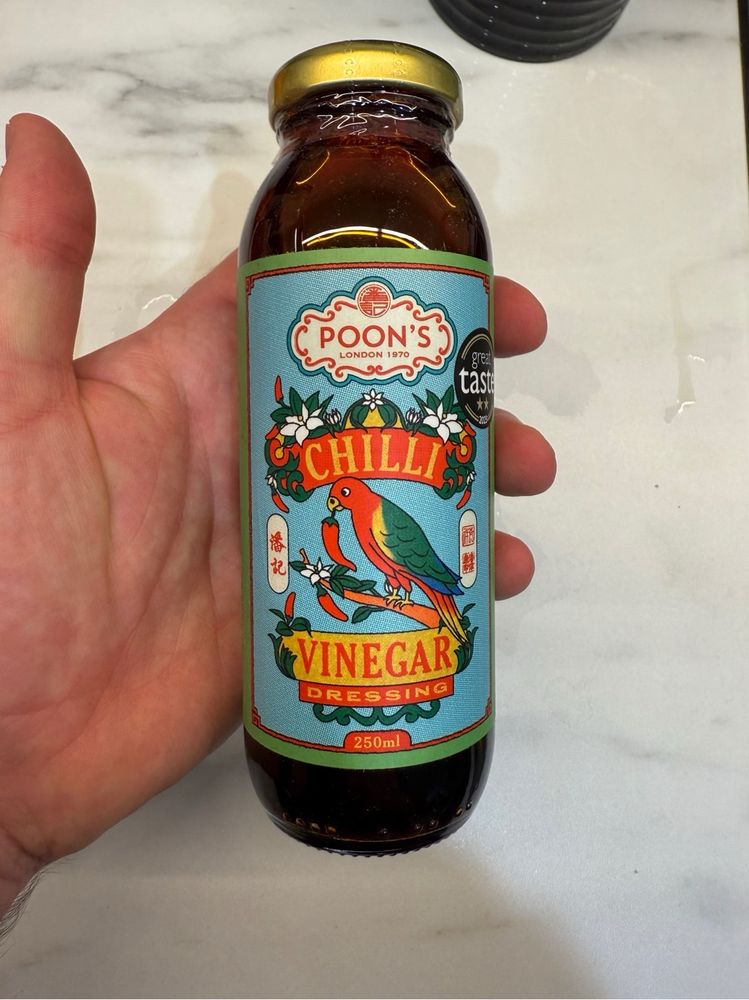 POON'S
LONDON 1970
great
taste
★★
CHILLI
潘記
VINEGAR
DRESSING
250ml